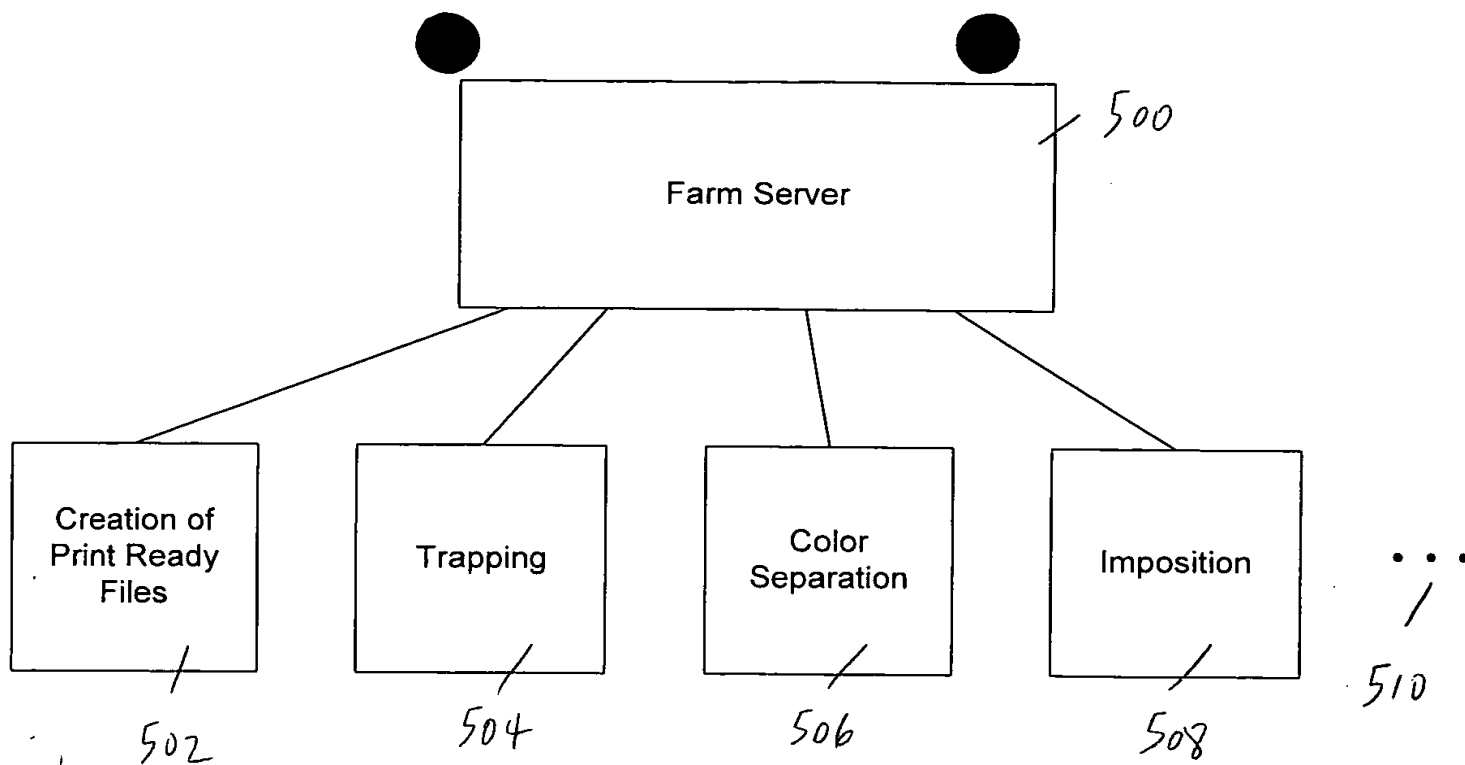 500
Farm Server
Creation of
Print Ready
Files
Trapping
Color
Separation
Imposition
. . .
502
504
506
508
510